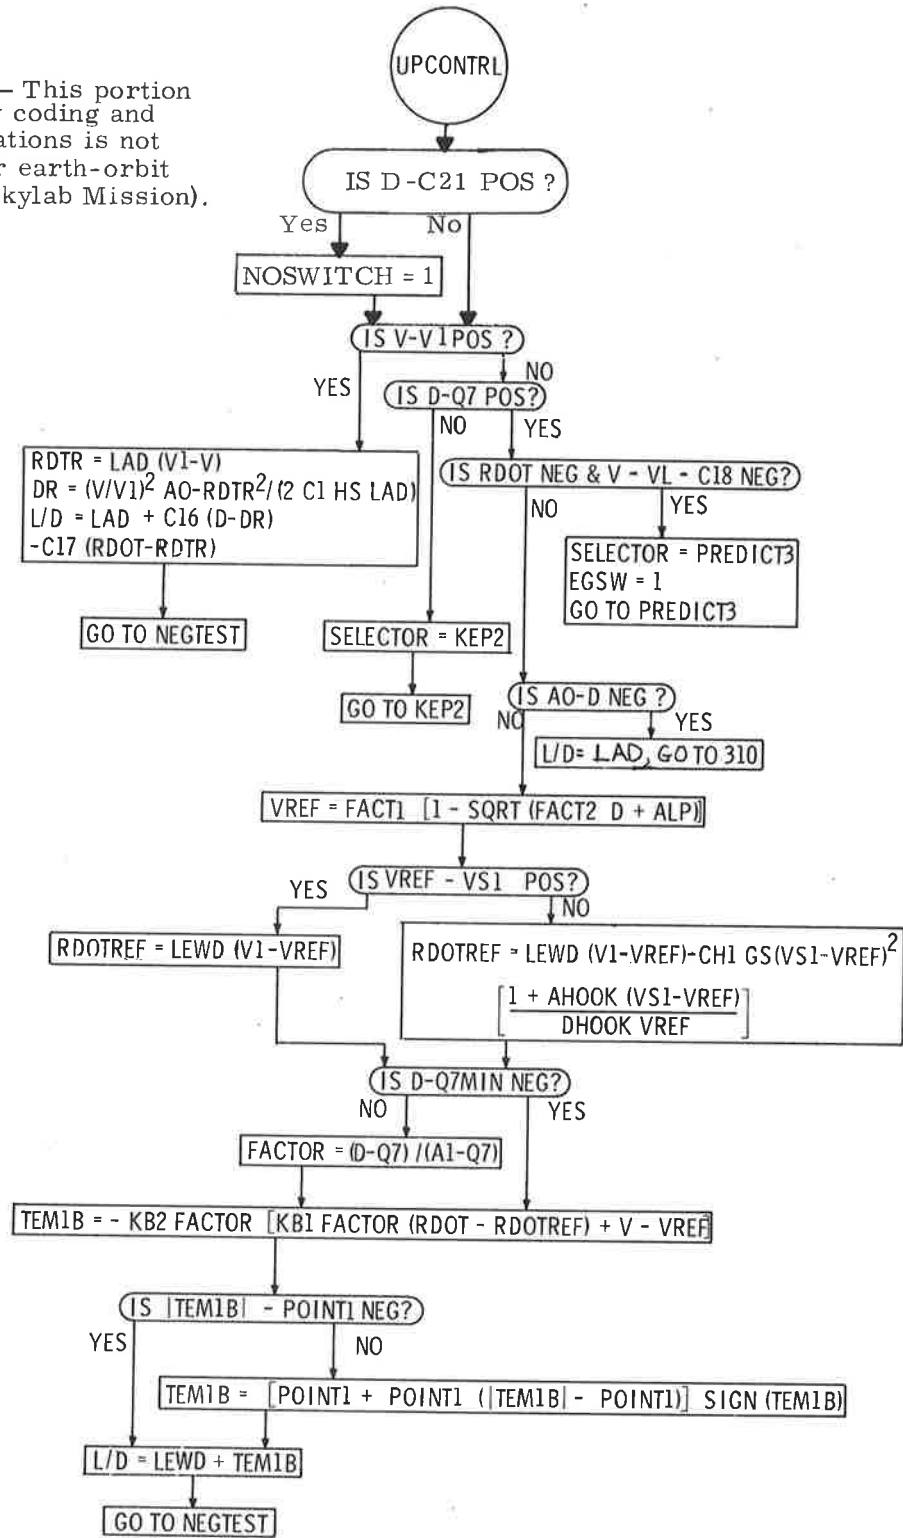 UPCONTRL
— This portion
coding and
ations is not
earth-orbit
kylab Mission).
IS D-C21 POS ?
Yes
No
NOSWITCH = 1
IS V-V1 POS ?
YES
NO
IS D-Q7 POS?
NO
YES
RDTR = LAD (V1-V)
DR = (V/V1)² AO-RDTR²/(2 C1 HS LAD)
L/D = LAD + C16 (D-DR)
-C17 (RDOT-RDTR)
GO TO NEGTEST
IS RDOT NEG & V - VL - C18 NEG?
NO
YES
SELECTOR = PREDICT3
EGSW = 1
GO TO PREDICT3
SELECTOR = KEP2
GO TO KEP2
IS AO-D NEG ?
NO
YES
L/D= LAD, GO TO 310
VREF = FACT1 [1 - SQRT (FACT2 D + ALP)]
IS VREF - VS1 POS?
YES
NO
RDOTREF = LEWD (V1-VREF)
RDOTREF = LEWD (V1-VREF)-CH1 GS(VS1-VREF)²
[1 + AHOOK (VS1-VREF)
DHOOK VREF]
IS D-Q7MIN NEG?
NO
YES
FACTOR = (D-Q7) /(A1-Q7)
TEM1B = - KB2 FACTOR [KB1 FACTOR (RDOT - RDOTREF) + V - VREF]
IS |TEM1B| - POINT1 NEG?
YES
NO
TEM1B = [POINT1 + POINT1 (|TEM1B| - POINT1)] SIGN (TEM1B)
L/D = LEWD + TEM1B
GO TO NEGTEST